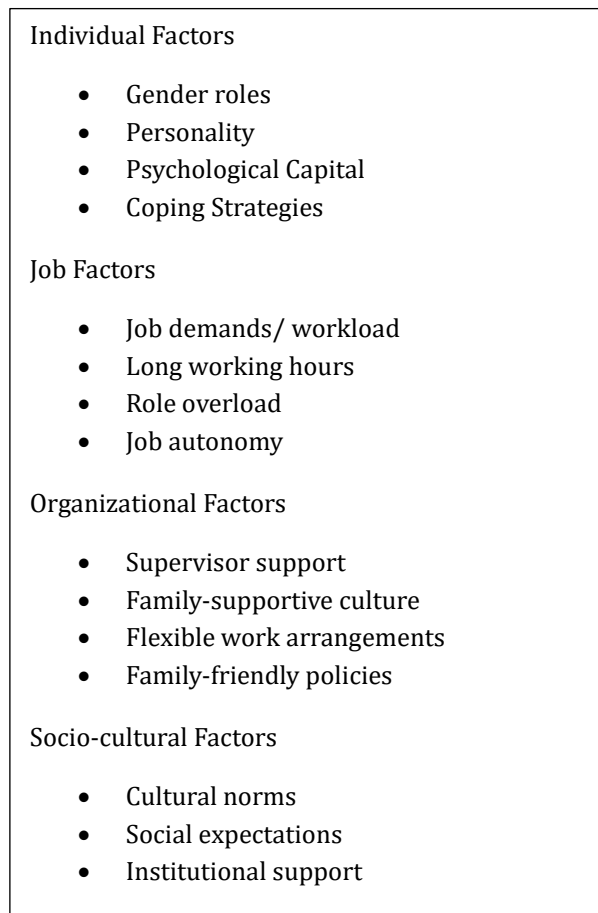 Individual Factors
• Gender roles
• Personality
• Psychological Capital
• Coping Strategies
Job Factors
• Job demands/ workload
• Long working hours
• Role overload
• Job autonomy
Organizational Factors
• Supervisor support
• Family-supportive culture
• Flexible work arrangements
• Family-friendly policies
Socio-cultural Factors
• Cultural norms
• Social expectations
• Institutional support